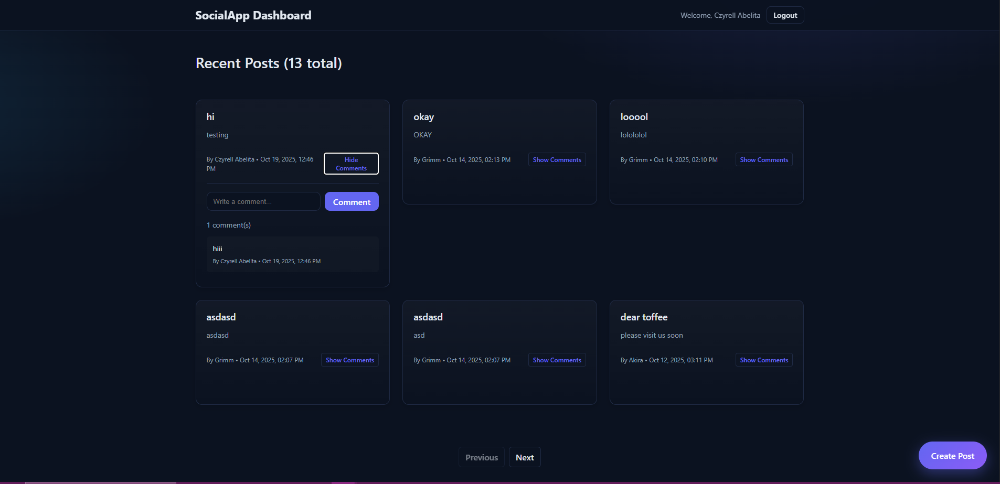 SocialApp Dashboard
Welcome, Czyrell Abelita
Logout
Recent Posts (13 total)
hi
testing
By Czyrell Abelita • Oct 19, 2025, 12:46
PM
Hide
Comments
Write a comment...
Comment
1 comment(s)
hiii
By Czyrell Abelita • Oct 19, 2025, 12:46 PM
okay
OKAY
By Grimm • Oct 14, 2025, 02:13 PM
Show Comments
looool
lolololol
By Grimm • Oct 14, 2025, 02:10 PM
Show Comments
asdasd
asdasd
By Grimm • Oct 14, 2025, 02:07 PM
Show Comments
asdasd
asd
By Grimm • Oct 14, 2025, 02:07 PM
Show Comments
dear toffee
please visit us soon
By Akira • Oct 12, 2025, 03:11 PM
Show Comments
Previous
Next
Create Post